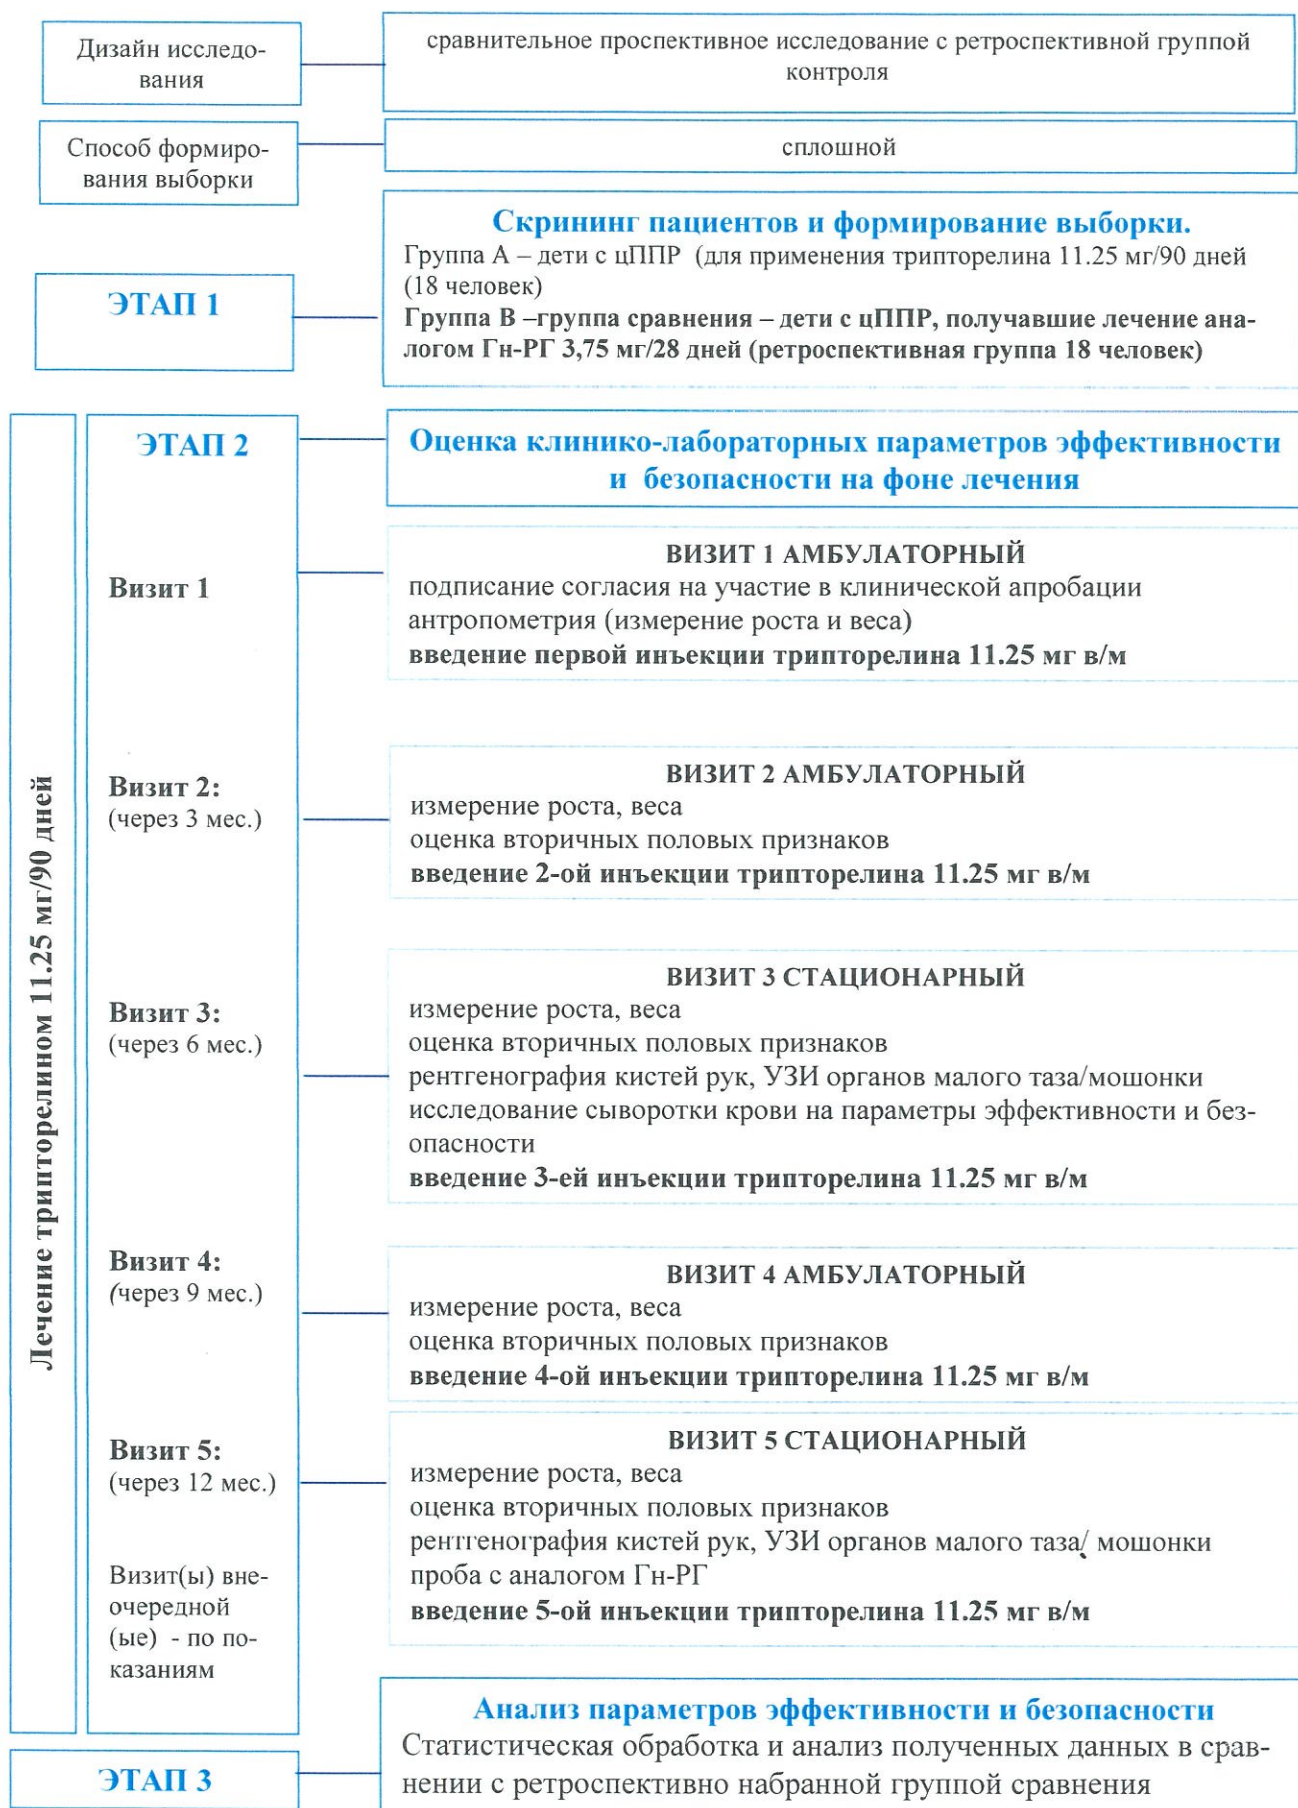 Дизайн исследо-
вания
сравнительное проспективное исследование с ретроспективной группой
контроля
Способ формиро-
вания выборки
сплошной
ЭТАП 1
Скрининг пациентов и формирование выборки.
Группа А – дети с цППР (для применения трипторелина 11.25 мг/90 дней
(18 человек)
Группа В –группа сравнения – дети с цППР, получавшие лечение ана-
логом Гн-РГ 3,75 мг/28 дней (ретроспективная группа 18 человек)
Лечение трипторелином 11.25 мг/90 дней
ЭТАП 2
Оценка клинико-лабораторных параметров эффективности
и безопасности на фоне лечения
Визит 1
ВИЗИТ 1 АМБУЛАТОРНЫЙ
подписание согласия на участие в клинической апробации
антропометрия (измерение роста и веса)
введение первой инъекции трипторелина 11.25 мг в/м
Визит 2:
(через 3 мес.)
ВИЗИТ 2 АМБУЛАТОРНЫЙ
измерение роста, веса
оценка вторичных половых признаков
введение 2-ой инъекции трипторелина 11.25 мг в/м
Визит 3:
(через 6 мес.)
ВИЗИТ 3 СТАЦИОНАРНЫЙ
измерение роста, веса
оценка вторичных половых признаков
рентгенография кистей рук, УЗИ органов малого таза/мошонки
исследование сыворотки крови на параметры эффективности и без-
опасности
введение 3-ей инъекции трипторелина 11.25 мг в/м
Визит 4:
(через 9 мес.)
ВИЗИТ 4 АМБУЛАТОРНЫЙ
измерение роста, веса
оценка вторичных половых признаков
введение 4-ой инъекции трипторелина 11.25 мг в/м
Визит 5:
(через 12 мес.)
ВИЗИТ 5 СТАЦИОНАРНЫЙ
измерение роста, веса
оценка вторичных половых признаков
рентгенография кистей рук, УЗИ органов малого таза/ мошонки
проба с аналогом Гн-РГ
введение 5-ой инъекции трипторелина 11.25 мг в/м
Визит(ы) вне-
очередной
(ые) - по по-
казаниям
ЭТАП 3
Анализ параметров эффективности и безопасности
Статистическая обработка и анализ полученных данных в срав-
нении с ретроспективно набранной группой сравнения